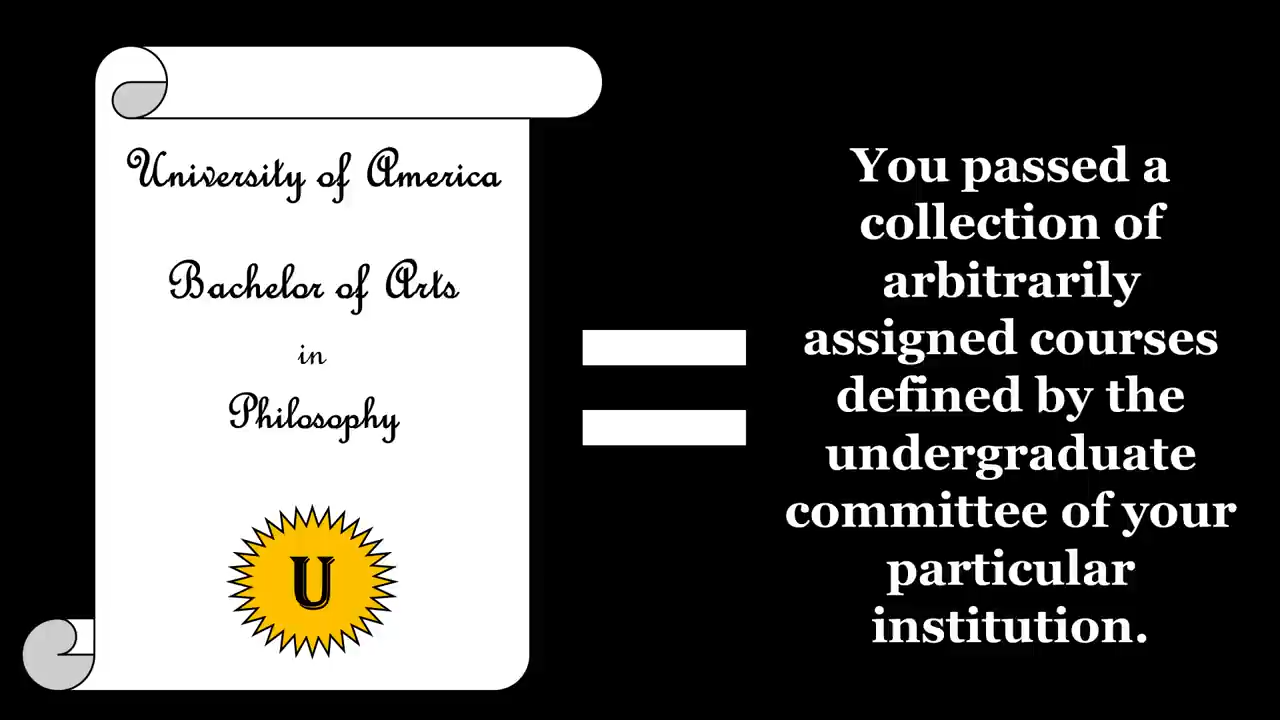 University of America
Bachelor of Arts
in
Philosophy
U
You passed a
collection of
arbitrarily
assigned courses
defined by the
undergraduate
committee of your
particular
institution.